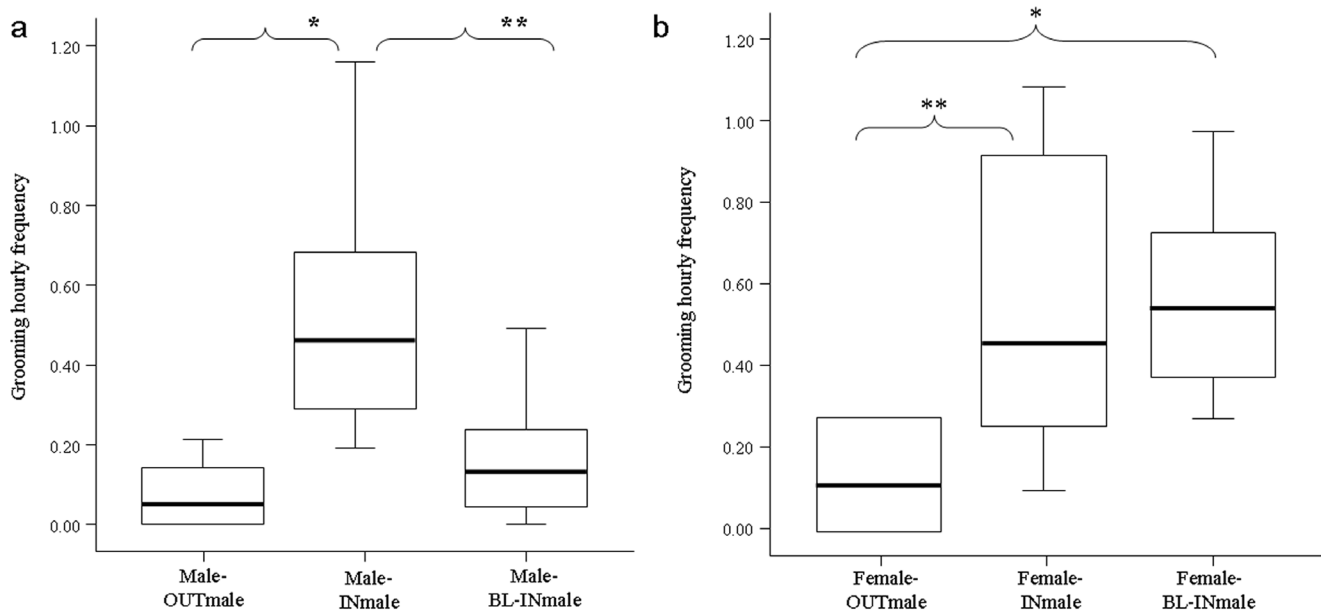 a
*
**
1.20
1.00
0.80
0.60
0.40
0.20
0.00
Grooming hourly frequency
Male-
OUTmale
Male-
INmale
Male-
BL-INmale
b
*
**
1.20
1.00
0.80
0.60
0.40
0.20
0.00
Grooming hourly frequency
Female-
OUTmale
Female-
INmale
Female-
BL-INmale